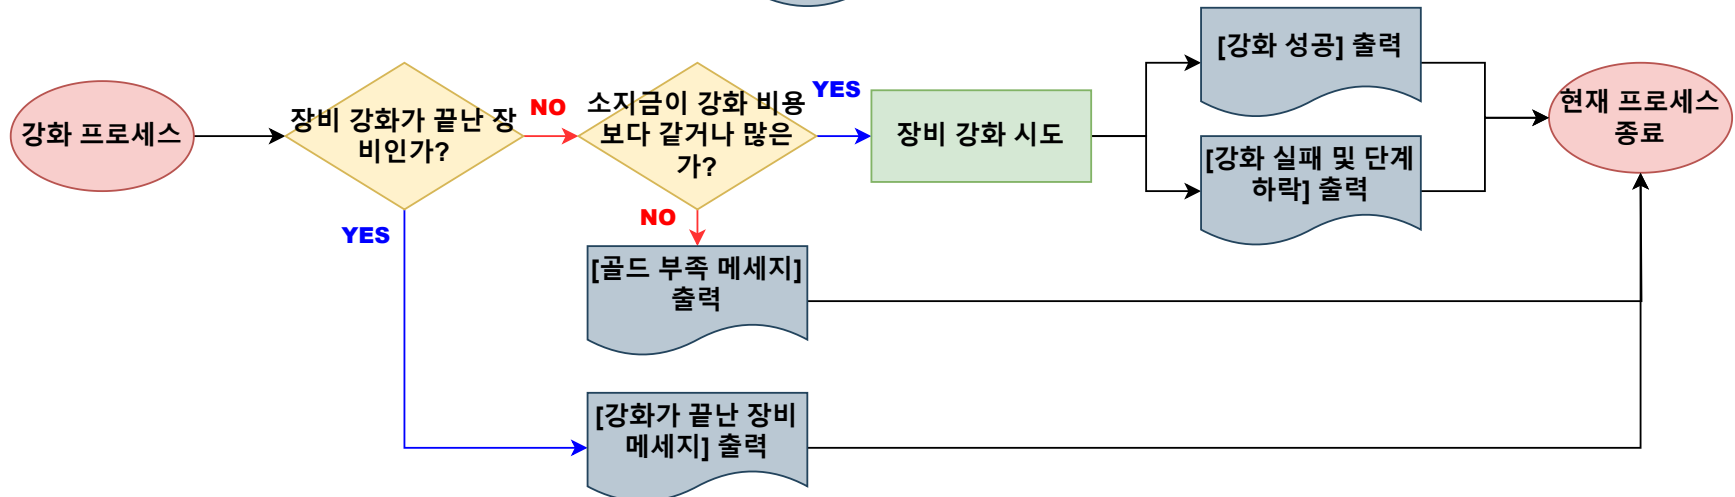 강화 프로세스
장비 강화가 끝난 장
비인가?
NO
YES
소지금이 강화 비용
보다 같거나 많은
가?
YES
NO
장비 강화 시도
[강화 성공] 출력
[강화 실패 및 단계
하락] 출력
현재 프로세스
종료
[골드 부족 메세지]
출력
[강화가 끝난 장비
메세지] 출력